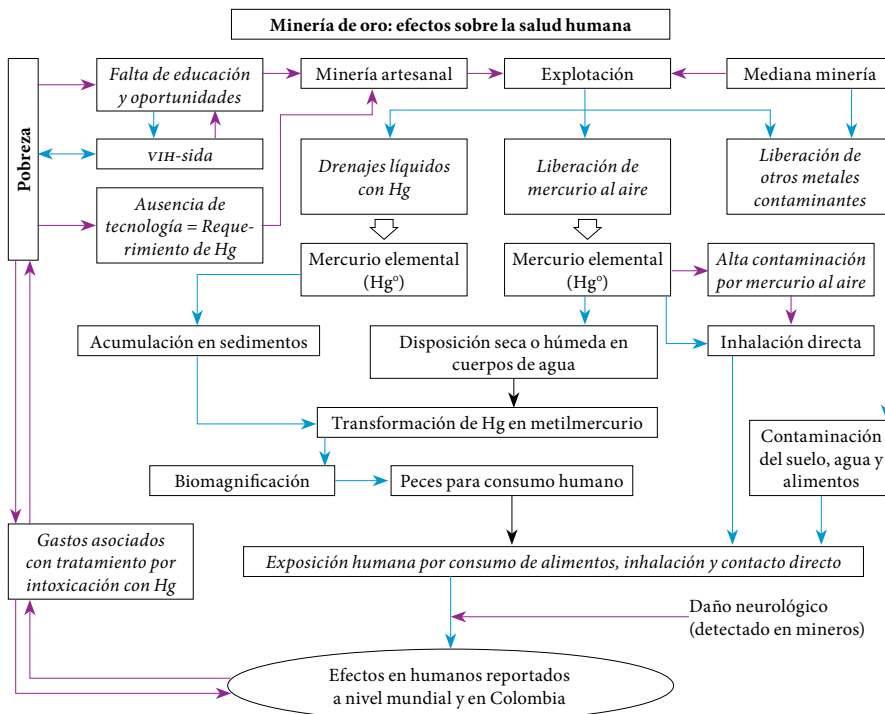 Minería de oro: efectos sobre la salud humana
Pobreza
Falta de educación
y oportunidades
Minería artesanal
Explotación
Mediana minería
VIH-sida
Drenajes líquidos
con Hg
Liberación de
mercurio al aire
Liberación de
otros metales
contaminantes
Ausencia de
tecnología = Reque-
rimiento de Hg
Mercurio elemental
(Hg°)
Mercurio elemental
(Hg°)
Alta contaminación
por mercurio al aire
Acumulación en sedimentos
Disposición seca o húmeda en
cuerpos de agua
Inhalación directa
Transformación de Hg en metilmercurio
Contaminación
del suelo, agua y
alimentos
Biomagnificación
Peces para consumo humano
Gastos asociados
con tratamiento por
intoxicación con Hg
Exposición humana por consumo de alimentos, inhalación y contacto directo
Daño neurológico
(detectado en mineros)
Efectos en humanos reportados
a nivel mundial y en Colombia